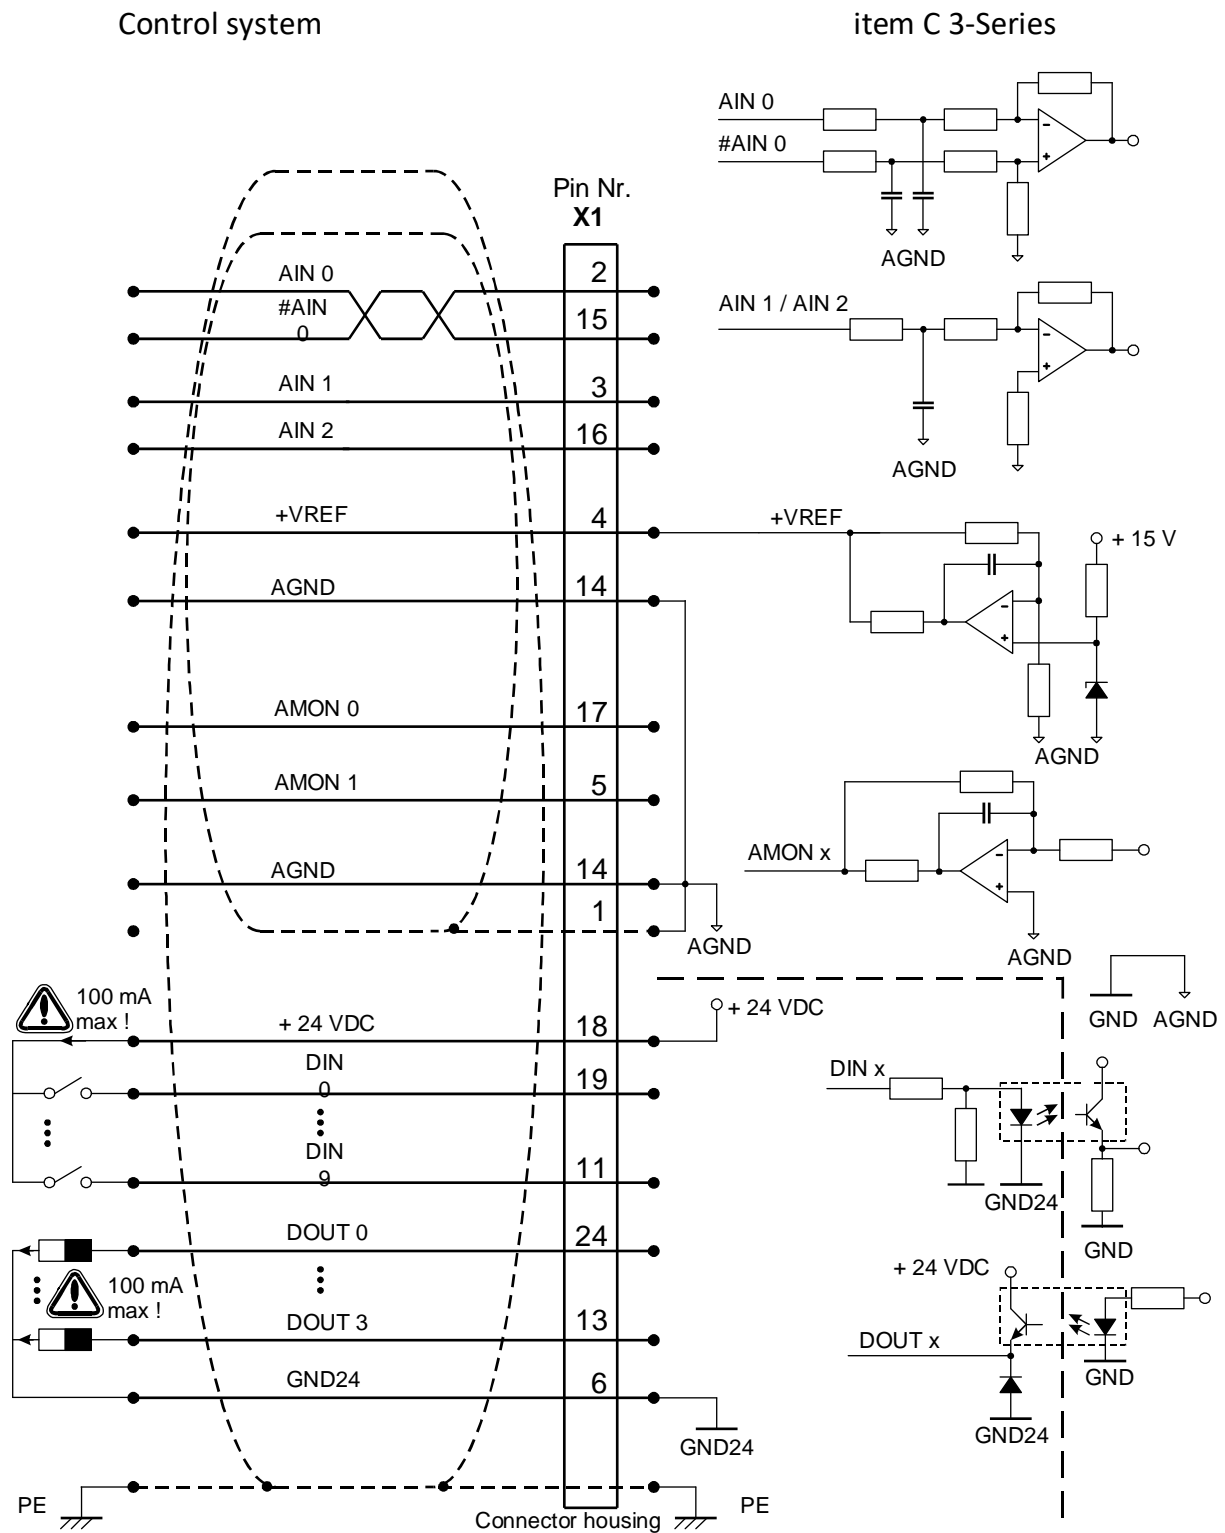 Control system
item C 3-Series
AIN 0
#AIN 0
AGND
Pin Nr.
X1
AIN 0
2
#AIN
0
15
AIN 1 / AIN 2
AIN 1
3
AIN 2
16
AGND
+VREF
4
+VREF
+ 15 V
AGND
14
AMON 0
17
AGND
AMON 1
5
AMON x
AGND
14
1
AGND
AGND
100 mA
max !
+ 24 VDC
18
+ 24 VDC
GND
AGND
DIN
0
19
DIN x
DIN
9
11
GND24
GND
DOUT 0
24
+ 24 VDC
100 mA
max !
DOUT 3
13
DOUT x
GND
GND24
6
GND24
GND24
PE
PE
Connector housing